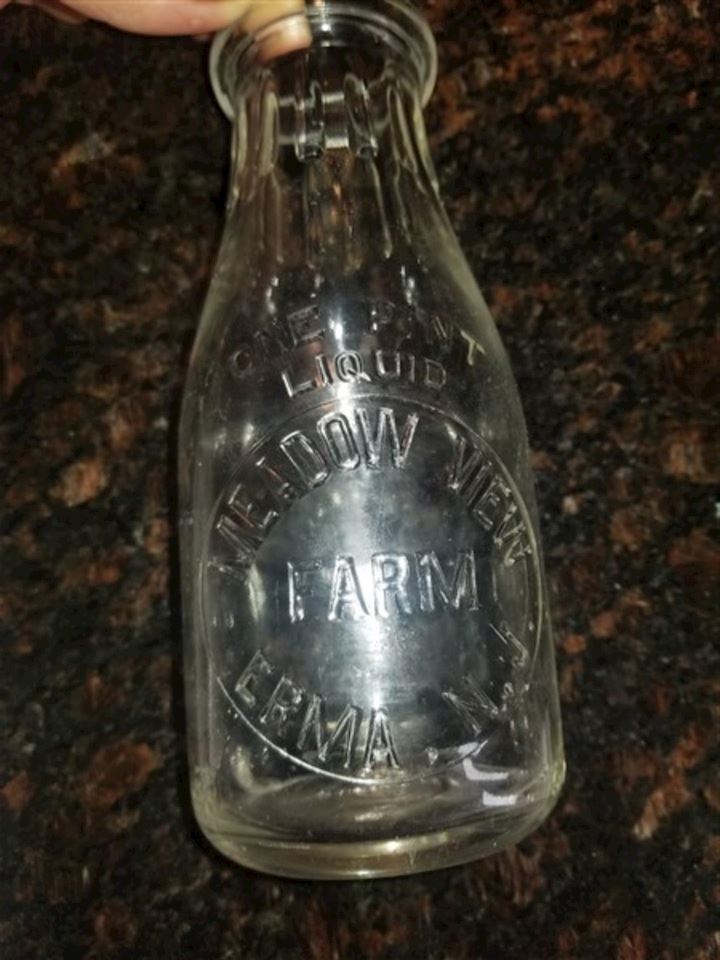 ONE PINT
LIQUID
MEADOW VIEW
FARM
ERMA, N.J.